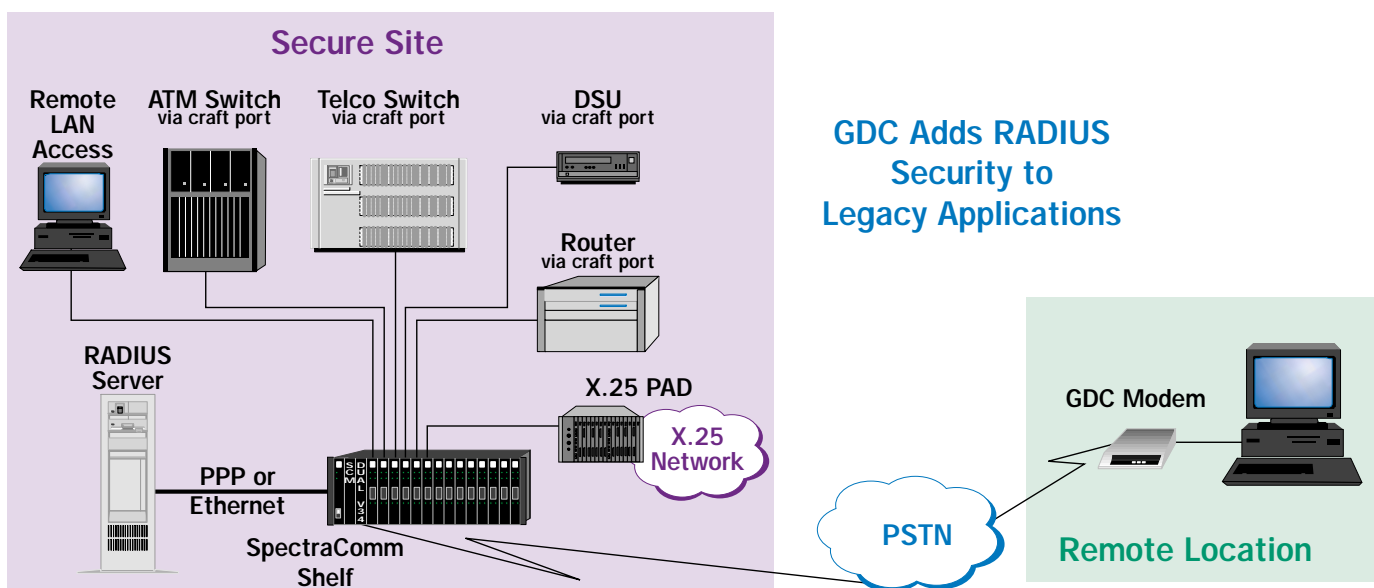 Secure Site
Remote
LAN
Access
ATM Switch
via craft port
Telco Switch
via craft port
DSU
via craft port
GDC Adds RADIUS
Security to
Legacy Applications
Router
via craft port
RADIUS
Server
X.25 PAD
X.25
Network
GDC Modem
PPP or
Ethernet
SCM
DUAL V34
SpectraComm
Shelf
PSTN
Remote Location